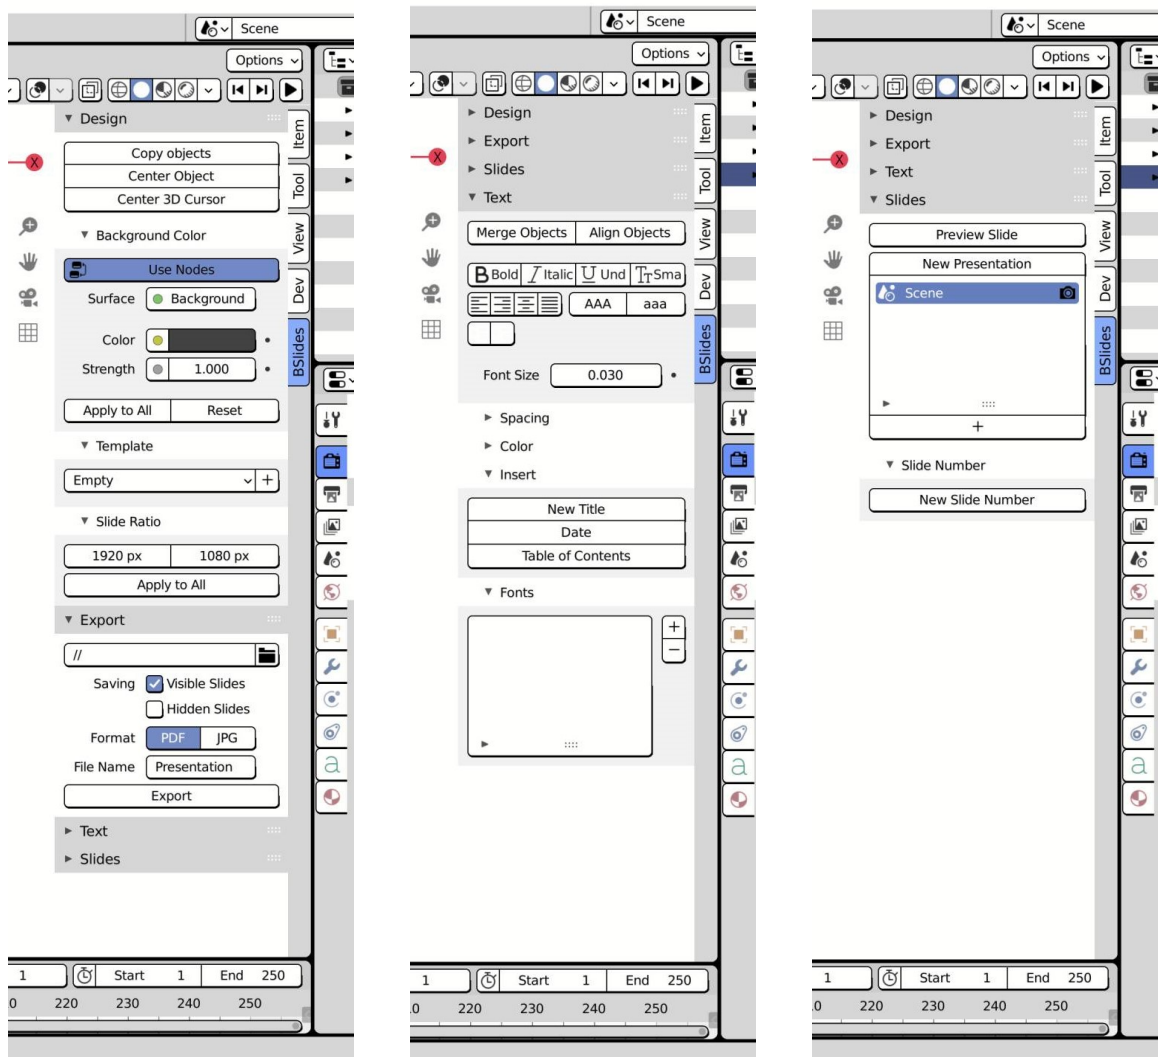 Scene
Options
X
Design
Copy objects
Center Object
Center 3D Cursor
Background Color
Use Nodes
Surface Background
Color
Strength 1.000
Apply to All Reset
Template
Empty +
Slide Ratio
1920 px 1080 px
Apply to All
Export
//
Saving Visible Slides
Hidden Slides
Format PDF JPG
File Name Presentation
Export
Text
Slides
Item
Tool
View
Dev
BSlides
a
1 Start 1 End 250
0 220 230 240 250
Scene
Options
X
Design
Export
Slides
Text
Merge Objects Align Objects
B Bold I Italic U Und TT Sma
AAA aaa
Font Size 0.030
Spacing
Color
Insert
New Title
Date
Table of Contents
Fonts
+
−
Item
Tool
View
Dev
BSlides
a
1 Start 1 End 250
.0 220 230 240 250
Scene
Options
X
Design
Export
Text
Slides
Preview Slide
New Presentation
Scene
+
Slide Number
New Slide Number
Item
Tool
View
Dev
BSlides
a
1 Start 1 End 250
.0 220 230 240 250